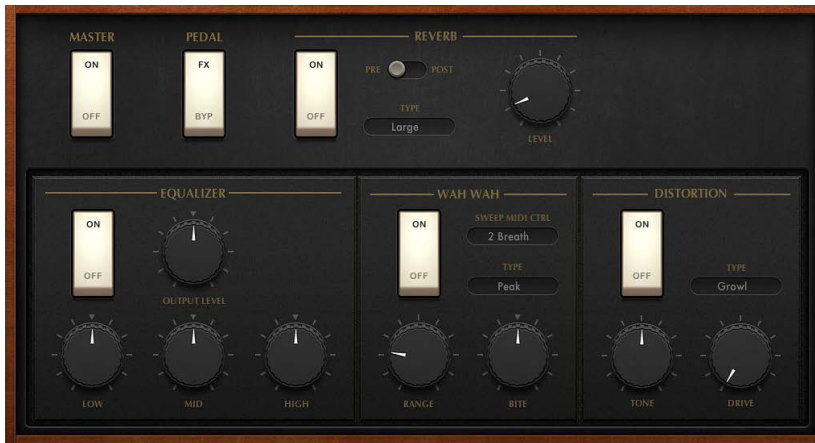 MASTER PEDAL REVERB
ON FX ON
PRE POST
TYPE
OFF BYP OFF Large
LEVEL
EQUALIZER WAH WAH DISTORTION
ON ON SWEEP MIDI CTRL ON
2 Breath
OFF OFF TYPE OFF TYPE
Peak Growl
OUTPUT LEVEL
LOW MID HIGH RANGE BITE TONE DRIVE